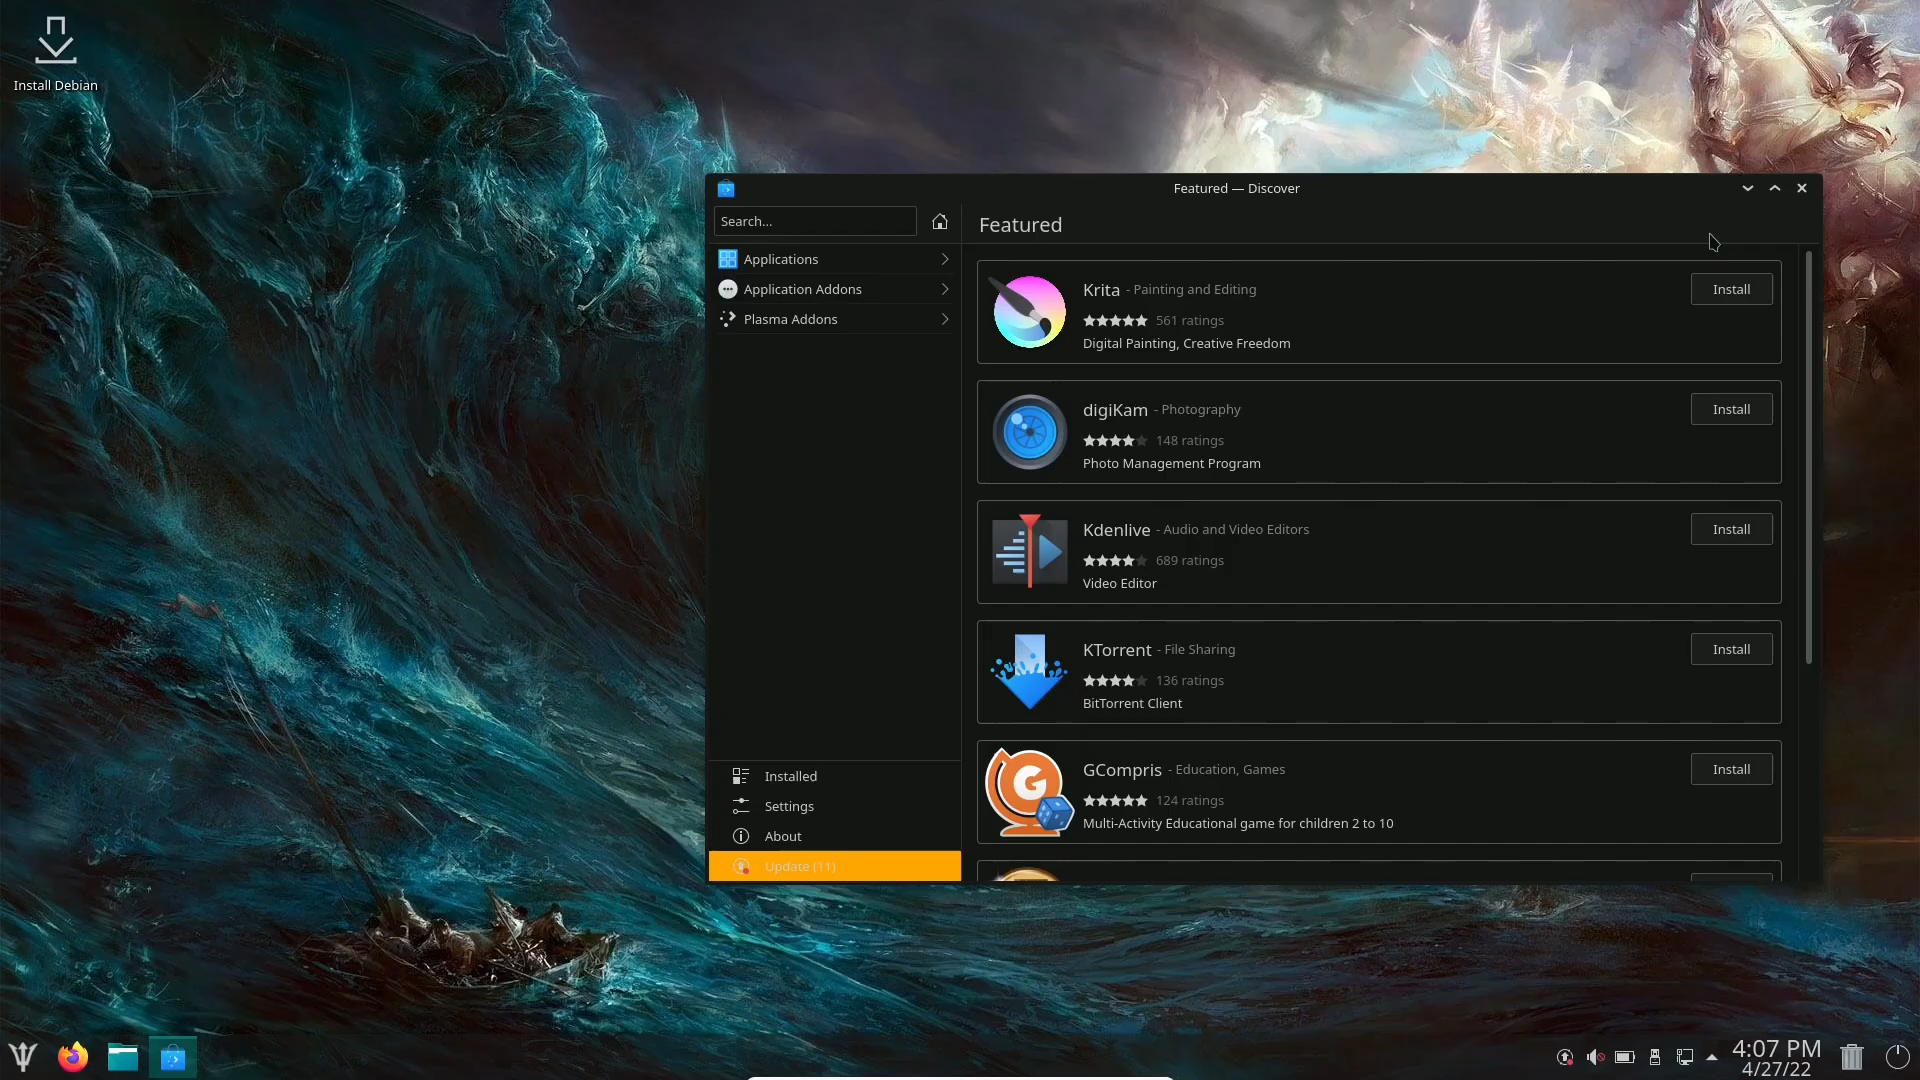 Install Debian
Featured — Discover
Search...
Featured
Applications
Application Addons
Plasma Addons
Krita - Painting and Editing
Install
561 ratings
Digital Painting, Creative Freedom
digiKam - Photography
Install
148 ratings
Photo Management Program
Kdenlive - Audio and Video Editors
Install
689 ratings
Video Editor
KTorrent - File Sharing
Install
136 ratings
BitTorrent Client
G
GCompris - Education, Games
Install
124 ratings
Multi-Activity Educational game for children 2 to 10
Installed
Settings
About
Update (11)
4:07 PM
4/27/22